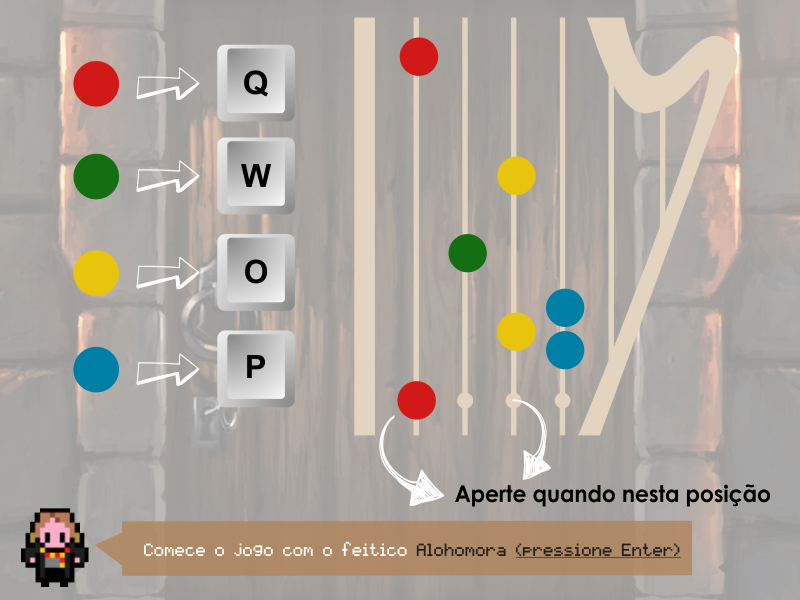 Q
W
O
P
Aperte quando nesta posição
Comece o jogo com o feitico Alohomora (pressione Enter)